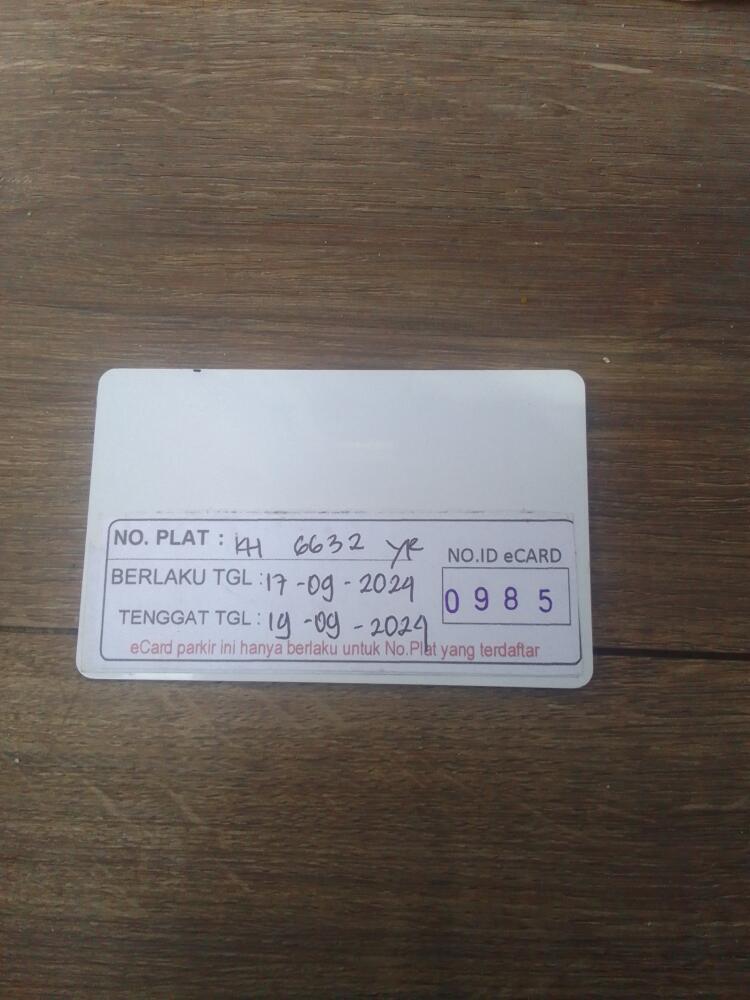 NO. PLAT : KH 6632 YR
BERLAKU TGL : 17-09-2024
NO.ID eCARD
0985
TENGGAT TGL : 19-09-2024
eCard parkir ini hanya berlaku untuk No.Plat yang terdaftar